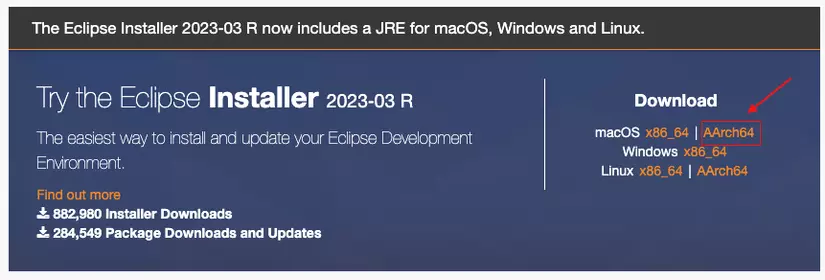 The Eclipse Installer 2023-03 R now includes a JRE for macOS, Windows and Linux.
Try the Eclipse Installer 2023-03 R
The easiest way to install and update your Eclipse Development
Environment.
Find out more
882,980 Installer Downloads
284,549 Package Downloads and Updates
Download
macOS x86_64 | AArch64
Windows x86_64
Linux x86_64 | AArch64